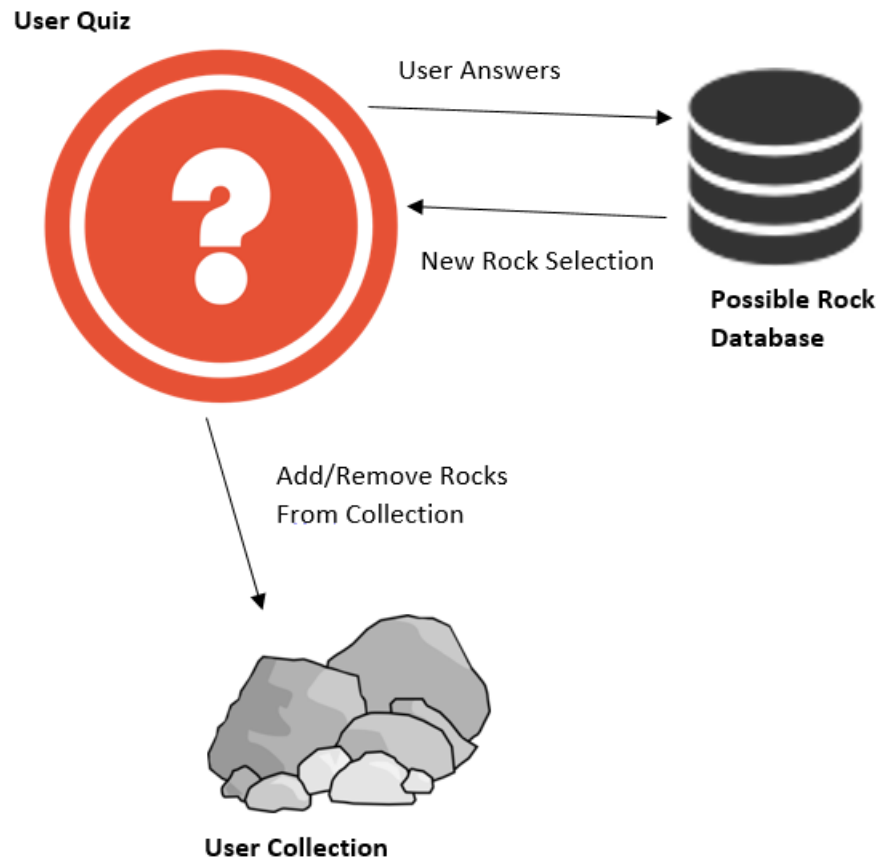 User Quiz
User Answers
New Rock Selection
Possible Rock
Database
Add/Remove Rocks
From Collection
User Collection